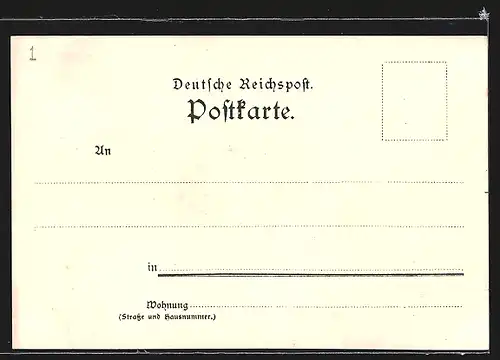 1
Deutsche Reichspost.
Postkarte.
An
in
Wohnung
(Straße und Hausnummer.)